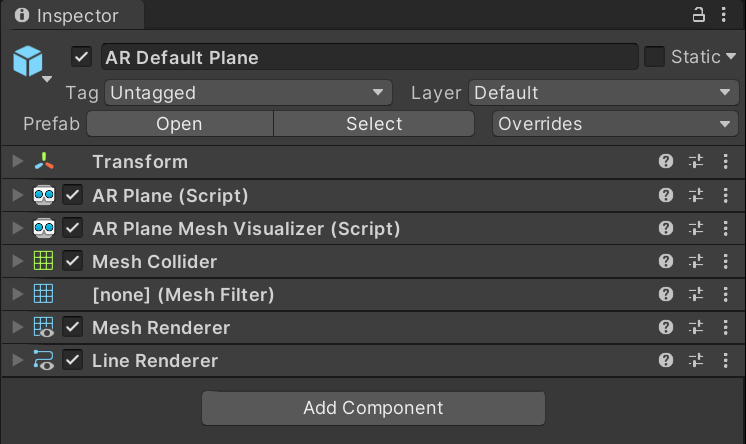 Inspector
AR Default Plane Static
Tag Untagged Layer Default
Prefab Open Select Overrides
Transform
AR Plane (Script)
AR Plane Mesh Visualizer (Script)
Mesh Collider
[none] (Mesh Filter)
Mesh Renderer
Line Renderer
Add Component